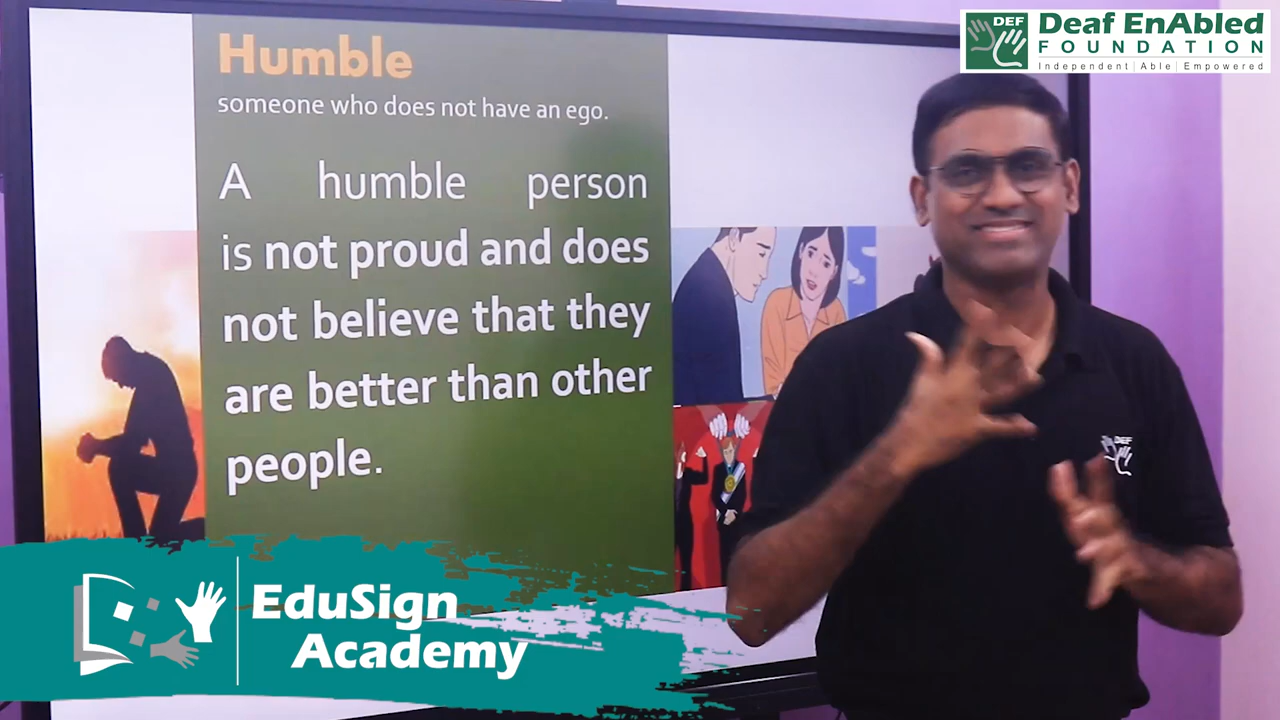 Humble
someone who does not have an ego.
A humble person
is not proud and does
not believe that they
are better than other
people.
DEF
Deaf EnAbled
FOUNDATION
Independent | Able | Empowered
DEF
EduSign
Academy